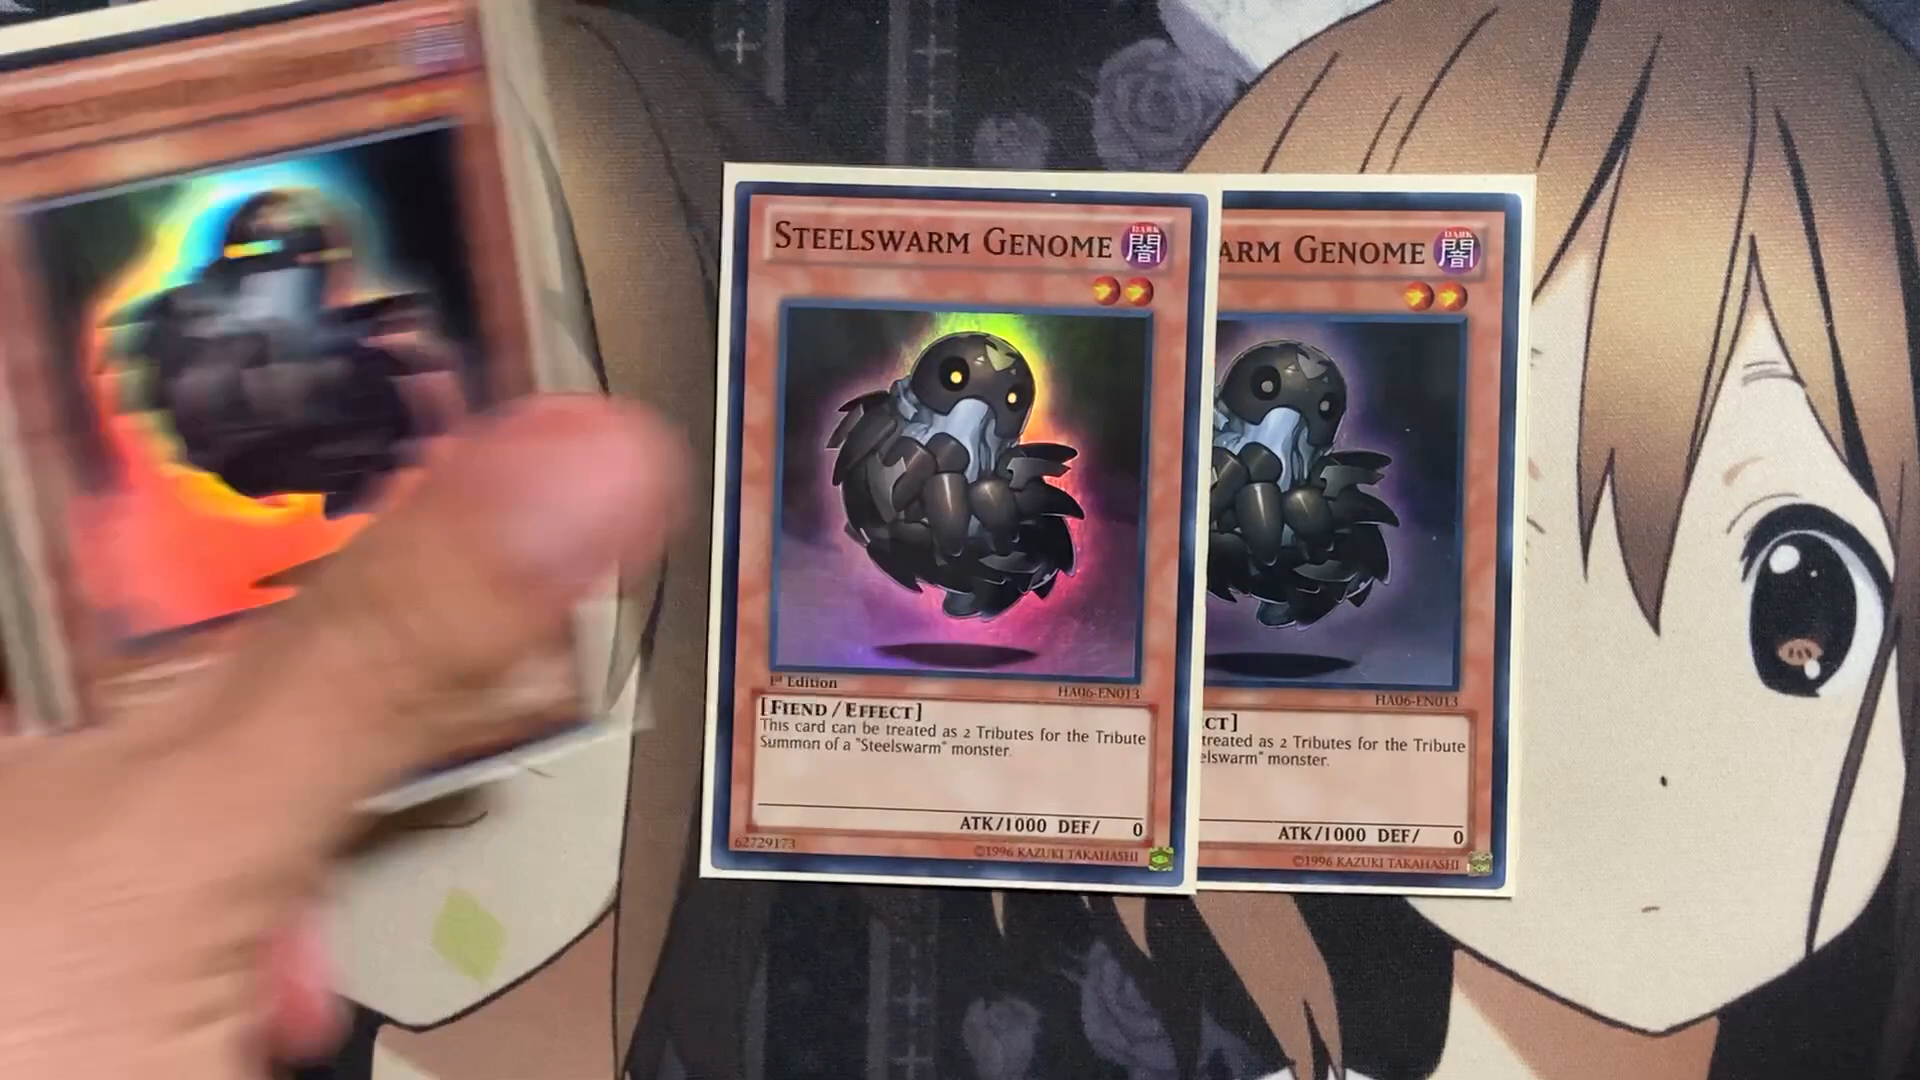 STEELSWARM GENOME
DARK
闇
1st Edition
HA06-EN013
[FIEND / EFFECT]
This card can be treated as 2 Tributes for the Tribute
Summon of a "Steelswarm" monster.
ATK/1000 DEF/ 0
62729173
©1996 KAZUKI TAKAHASHI
ARM GENOME
DARK
闇
HA06-EN013
CT]
treated as 2 Tributes for the Tribute
elswarm" monster.
ATK/1000 DEF/ 0
©1996 KAZUKI TAKAHASHI